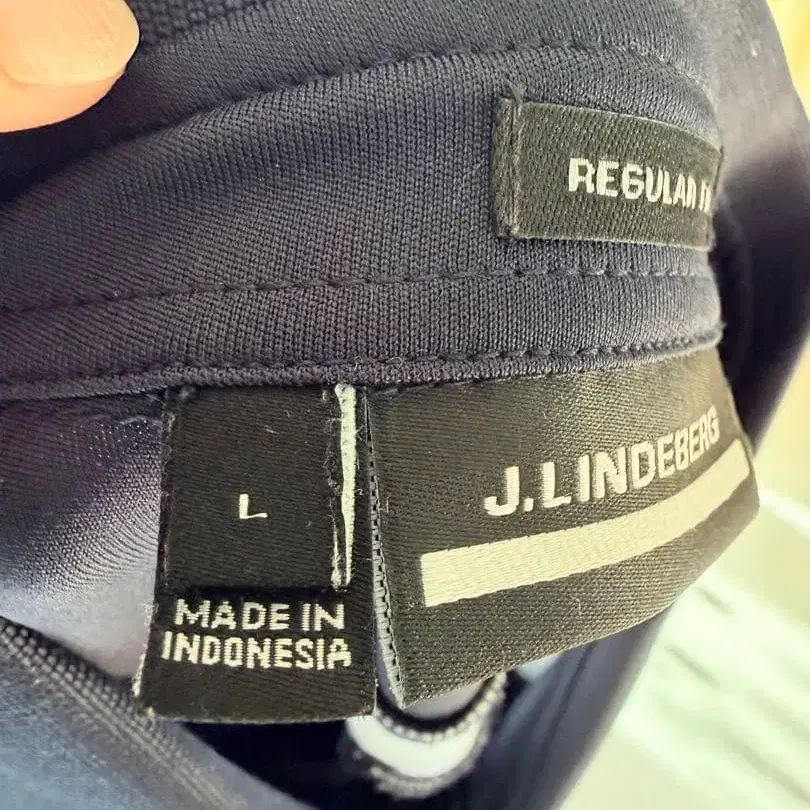 REGULAR
L
J.LINDEBERG
MADE IN
INDONESIA